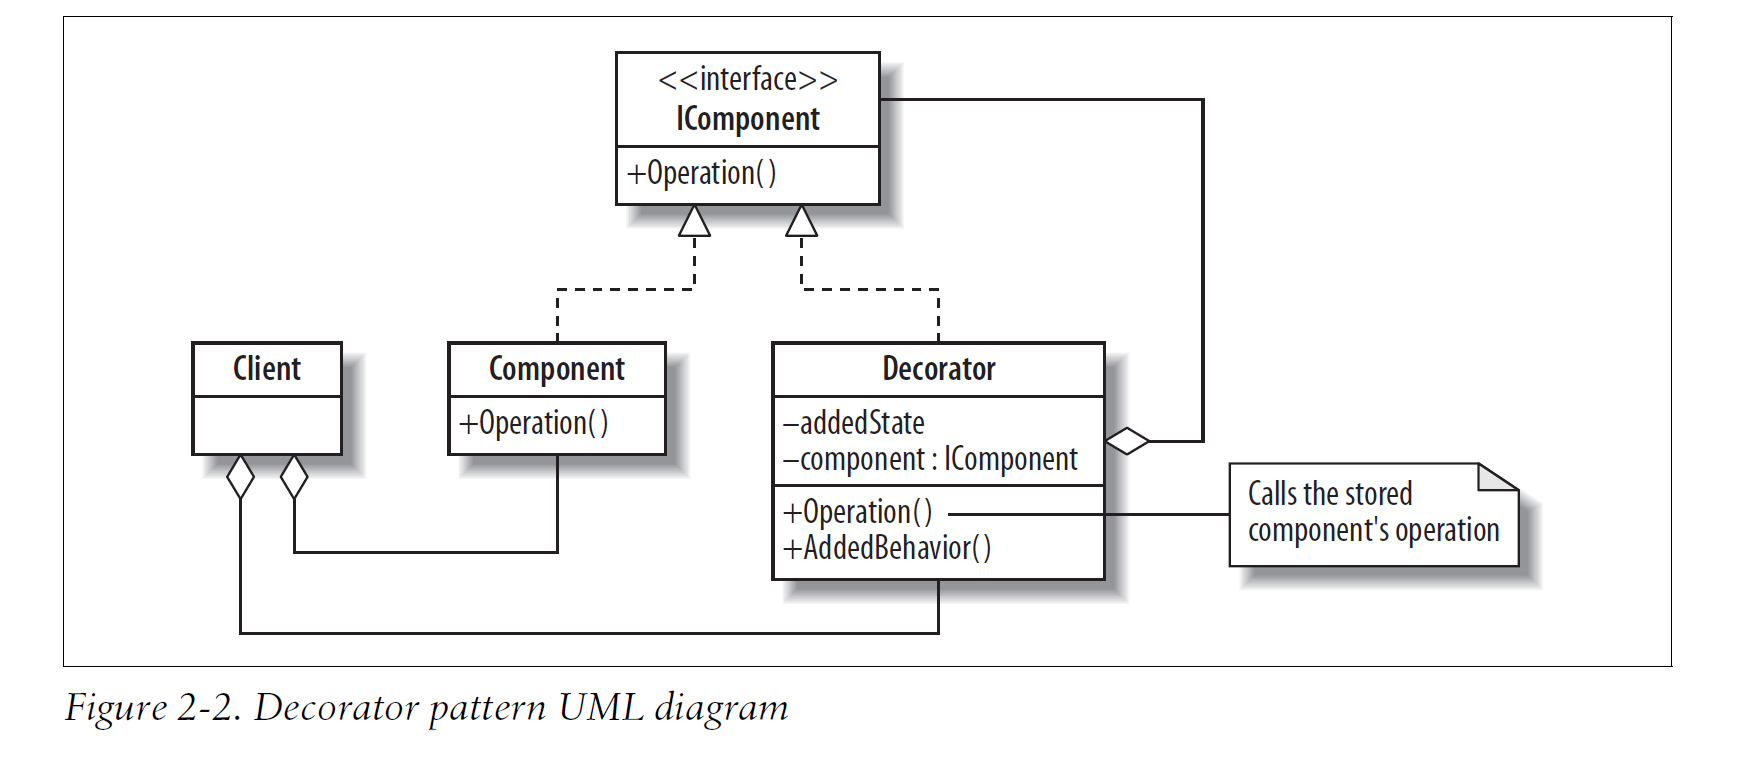 <<interface>>
IComponent
+Operation()
Client
Component
+Operation()
Decorator
–addedState
–component : IComponent
+Operation()
+AddedBehavior()
Calls the stored
component's operation
Figure 2-2. Decorator pattern UML diagram